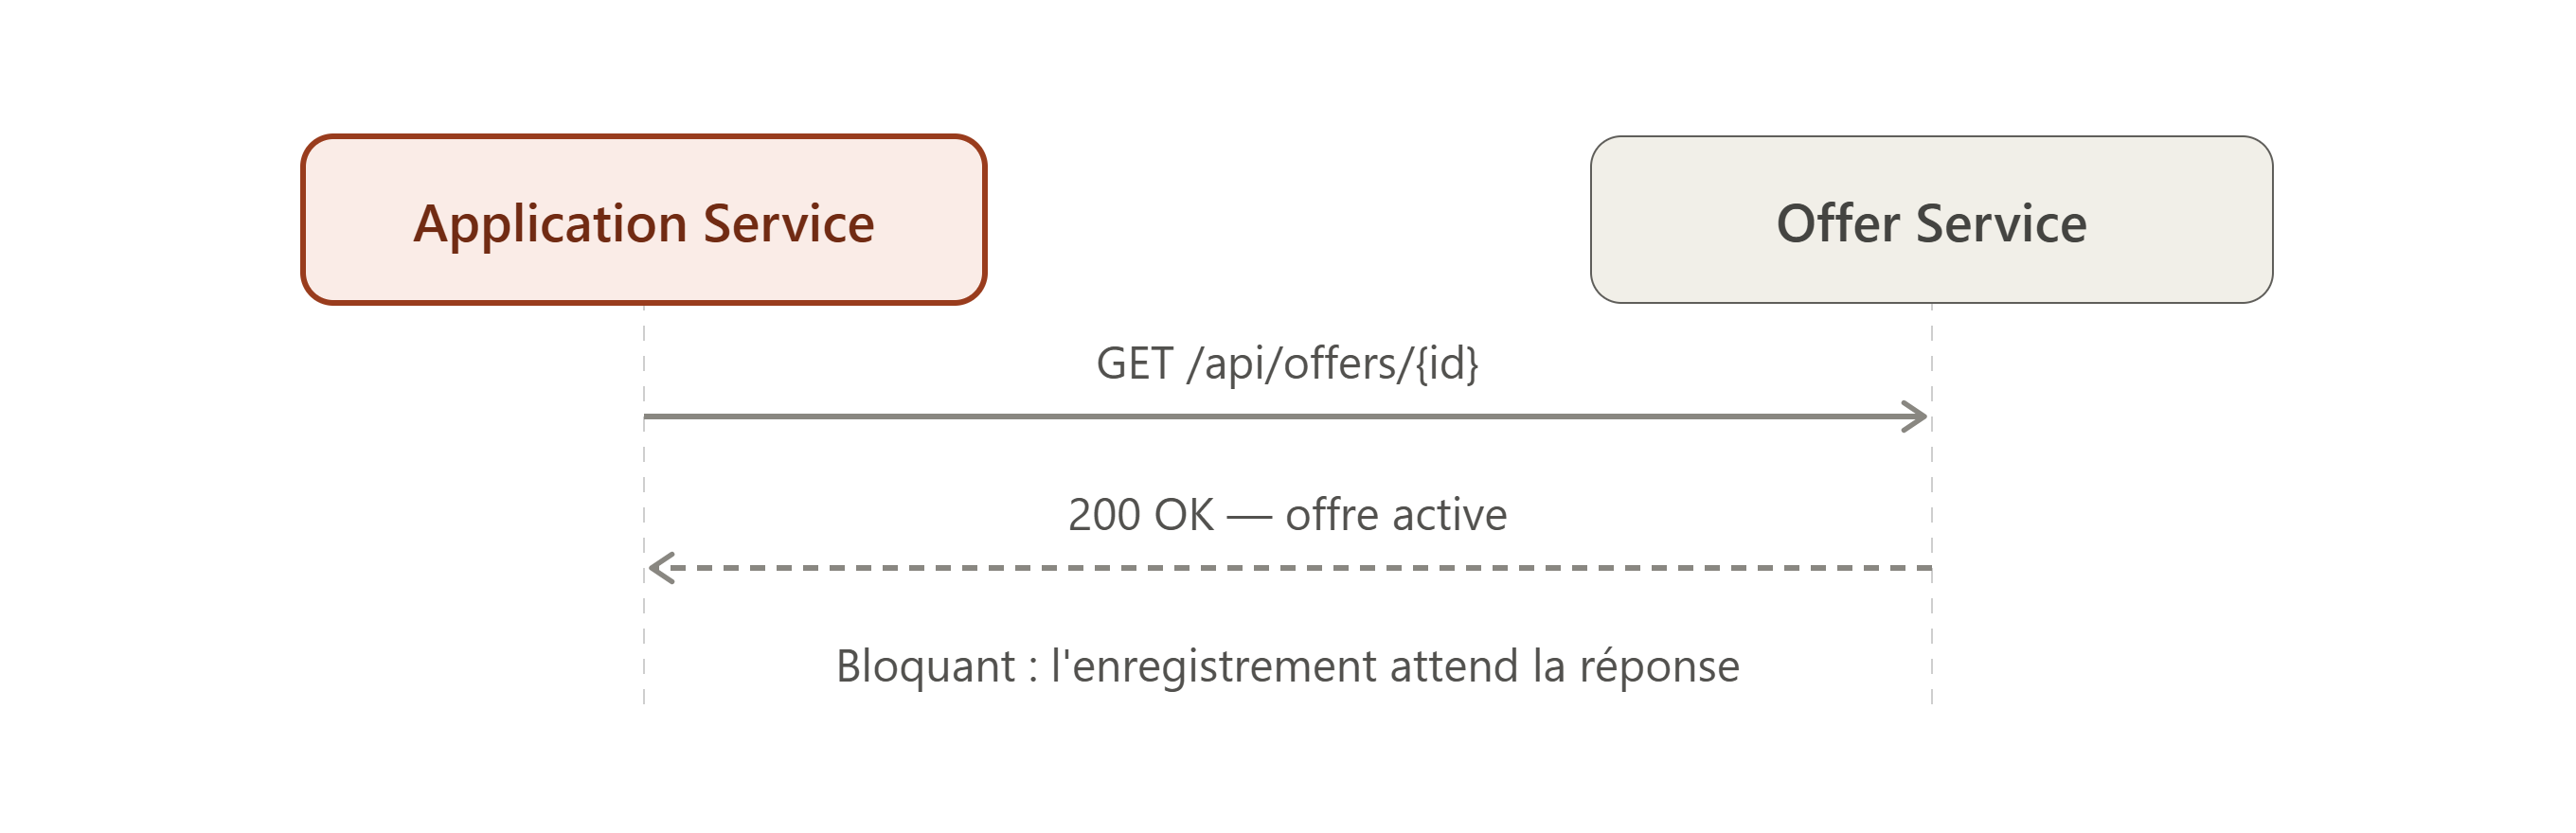 Application Service
Offer Service
GET /api/offers/{id}
200 OK — offre active
Bloquant : l'enregistrement attend la réponse